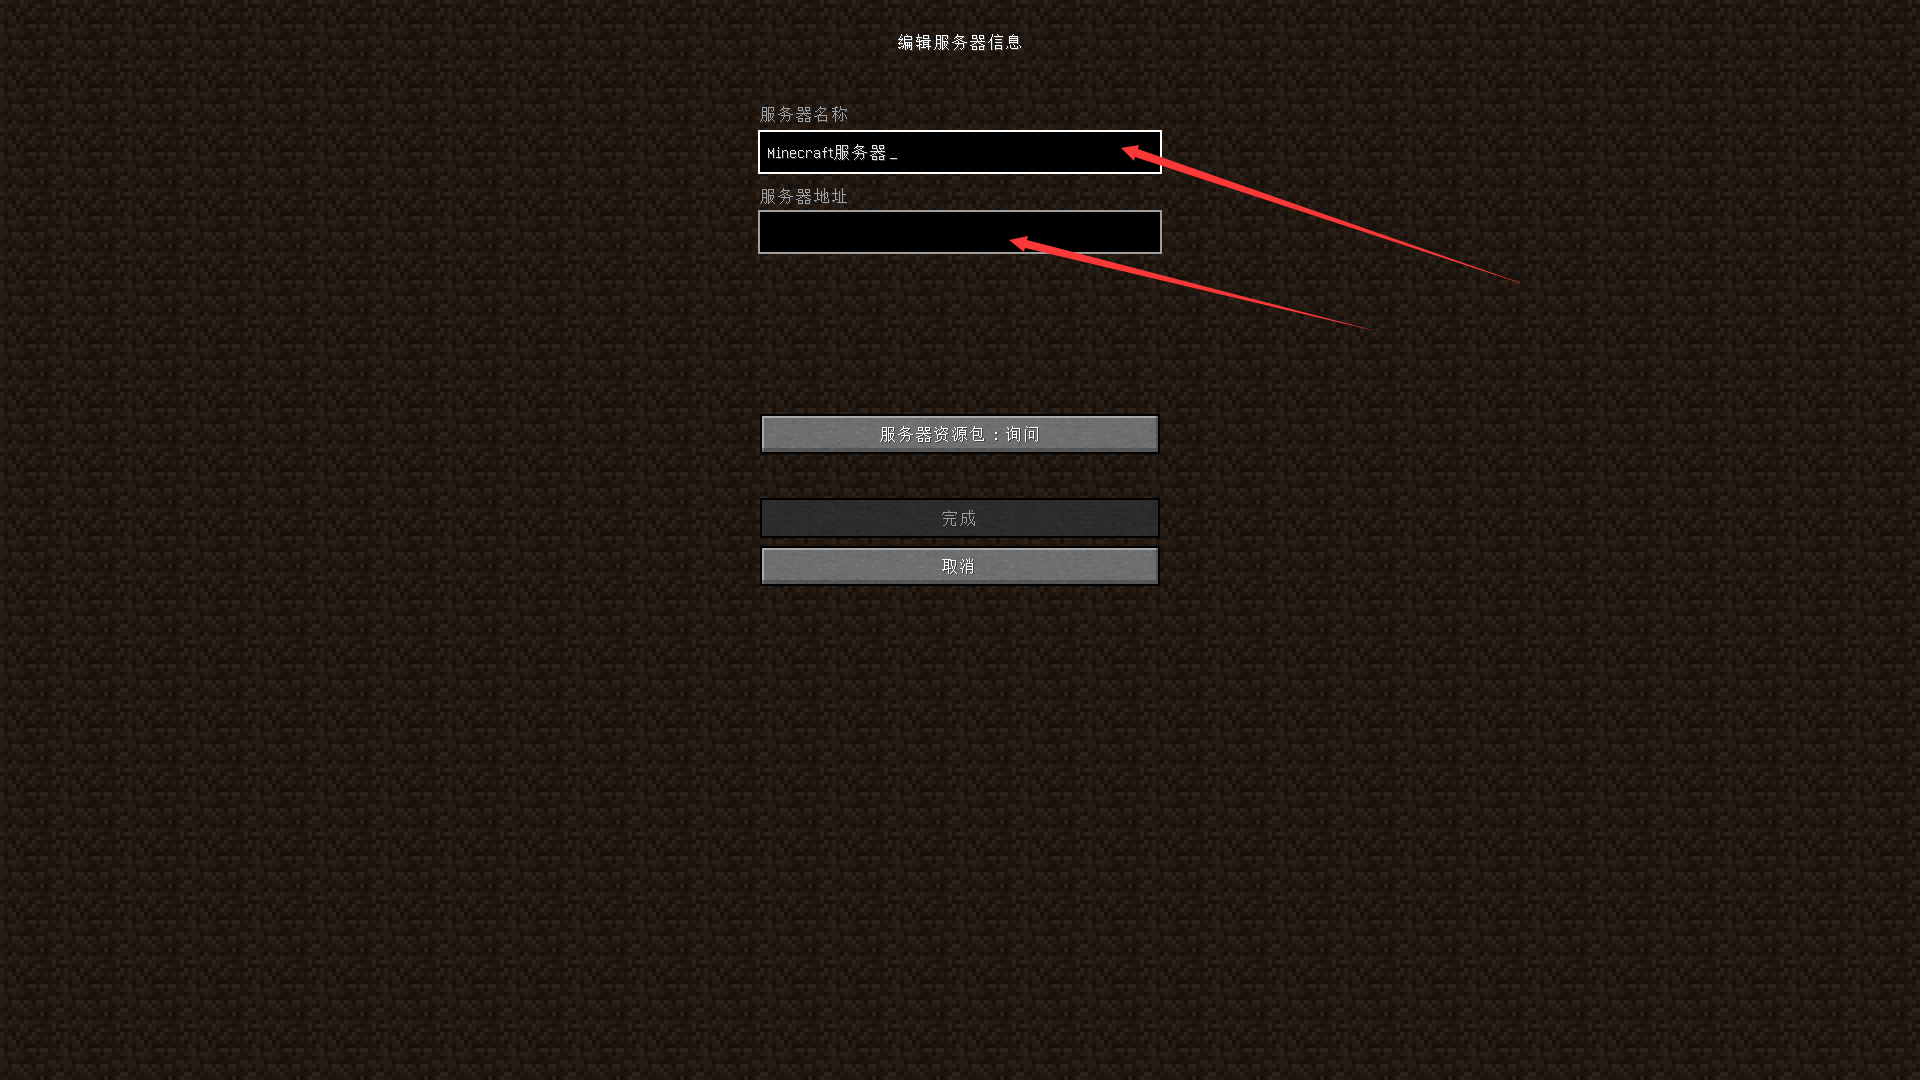 编辑服务器信息
服务器名称
Minecraft服务器_
服务器地址
服务器资源包：询问
完成
取消